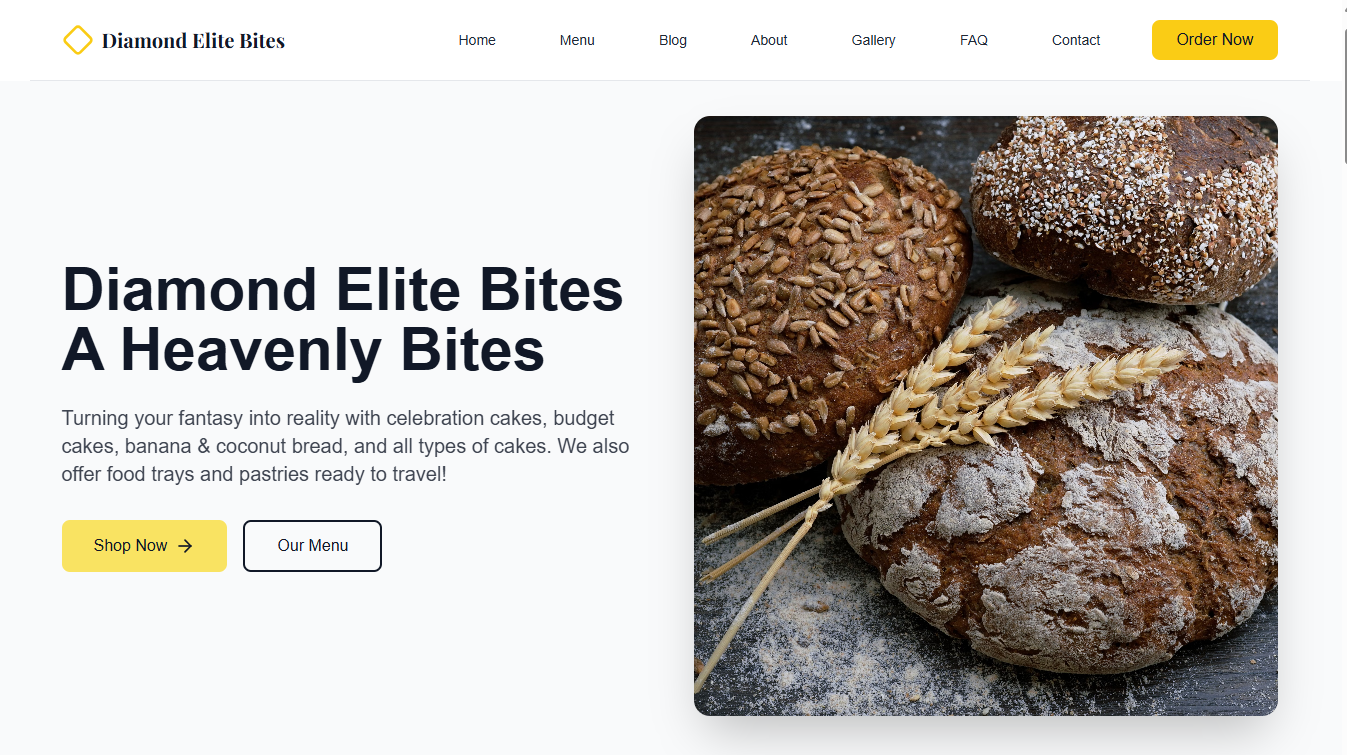 Diamond Elite Bites
Home
Menu
Blog
About
Gallery
FAQ
Contact
Order Now
Diamond Elite Bites
A Heavenly Bites
Turning your fantasy into reality with celebration cakes, budget
cakes, banana & coconut bread, and all types of cakes. We also
offer food trays and pastries ready to travel!
Shop Now
Our Menu